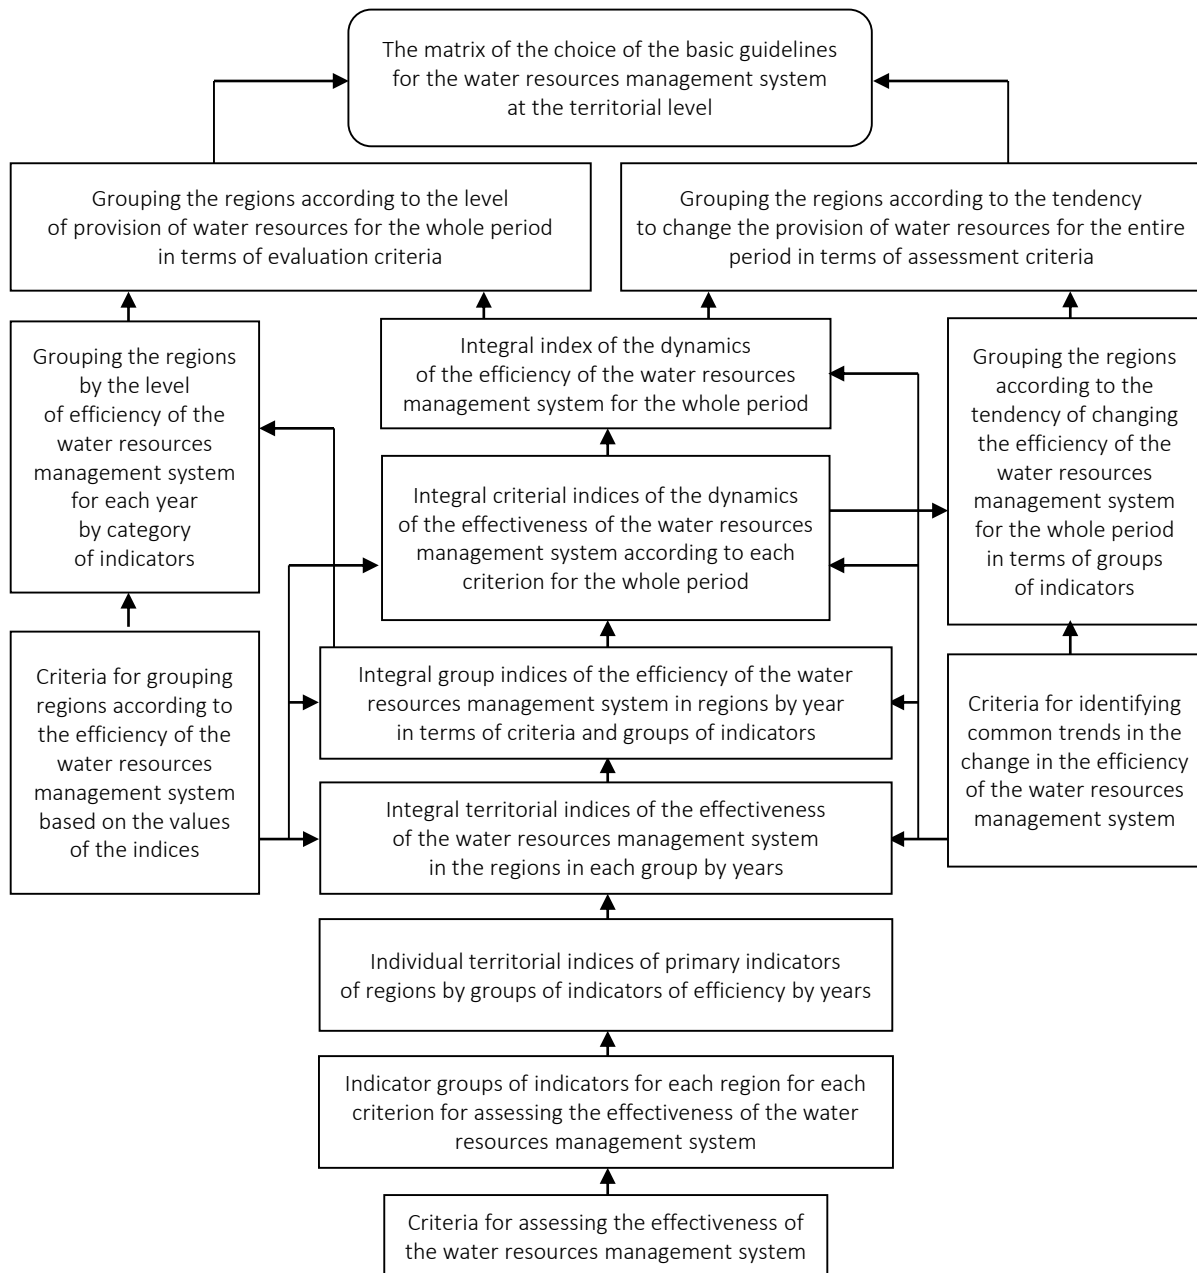 The matrix of the choice of the basic guidelines
for the water resources management system
at the territorial level
Grouping the regions according to the level
of provision of water resources for the whole period
in terms of evaluation criteria
Grouping the regions according to the tendency
to change the provision of water resources for the entire
period in terms of assessment criteria
Grouping the regions
by the level
of efficiency of the
water resources
management system
for each year
by category
of indicators
Integral index of the dynamics
of the efficiency of the water resources
management system for the whole period
Grouping the regions
according to the
tendency of changing
the efficiency of the
water resources
management system
for the whole period
in terms of groups
of indicators
Integral criterial indices of the dynamics
of the effectiveness of the water resources
management system according to each
criterion for the whole period
Criteria for grouping
regions according to
the efficiency of the
water resources
management system
based on the values
of the indices
Integral group indices of the efficiency of the water
resources management system in regions by year
in terms of criteria and groups of indicators
Criteria for identifying
common trends in the
change in the efficiency
of the water resources
management system
Integral territorial indices of the effectiveness
of the water resources management system
in the regions in each group by years
Individual territorial indices of primary indicators
of regions by groups of indicators of efficiency by years
Indicator groups of indicators for each region for each
criterion for assessing the effectiveness of the water
resources management system
Criteria for assessing the effectiveness of
the water resources management system